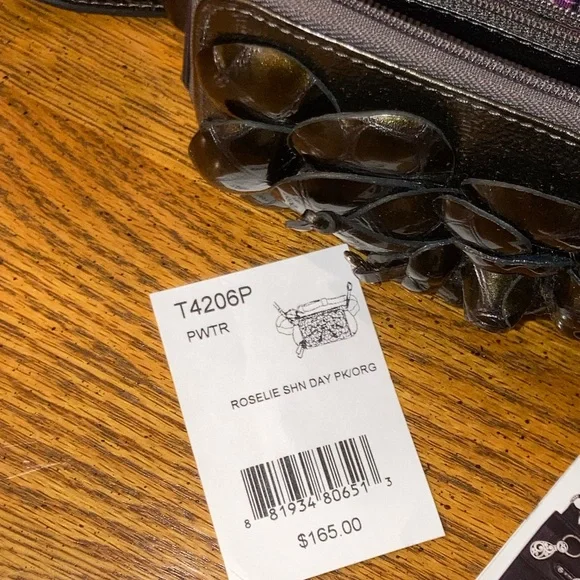 T4206P
PWTR
ROSELIE SHN DAY PK/ORG
8 81934 80651 3
$165.00